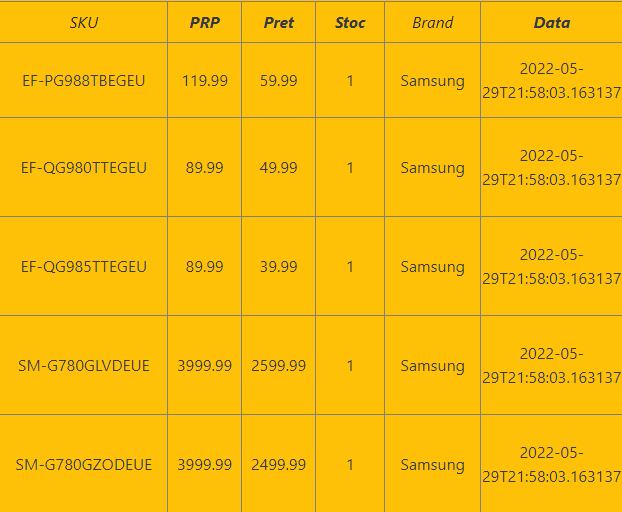 SKU PRP Pret Stoc Brand Data
EF-PG988TBEGEU 119.99 59.99 1 Samsung 2022-05-
29T21:58:03.163137
EF-QG980TTEGEU 89.99 49.99 1 Samsung 2022-05-
29T21:58:03.163137
EF-QG985TTEGEU 89.99 39.99 1 Samsung 2022-05-
29T21:58:03.163137
SM-G780GLVDEUE 3999.99 2599.99 1 Samsung 2022-05-
29T21:58:03.163137
SM-G780GZODEUE 3999.99 2499.99 1 Samsung 2022-05-
29T21:58:03.163137